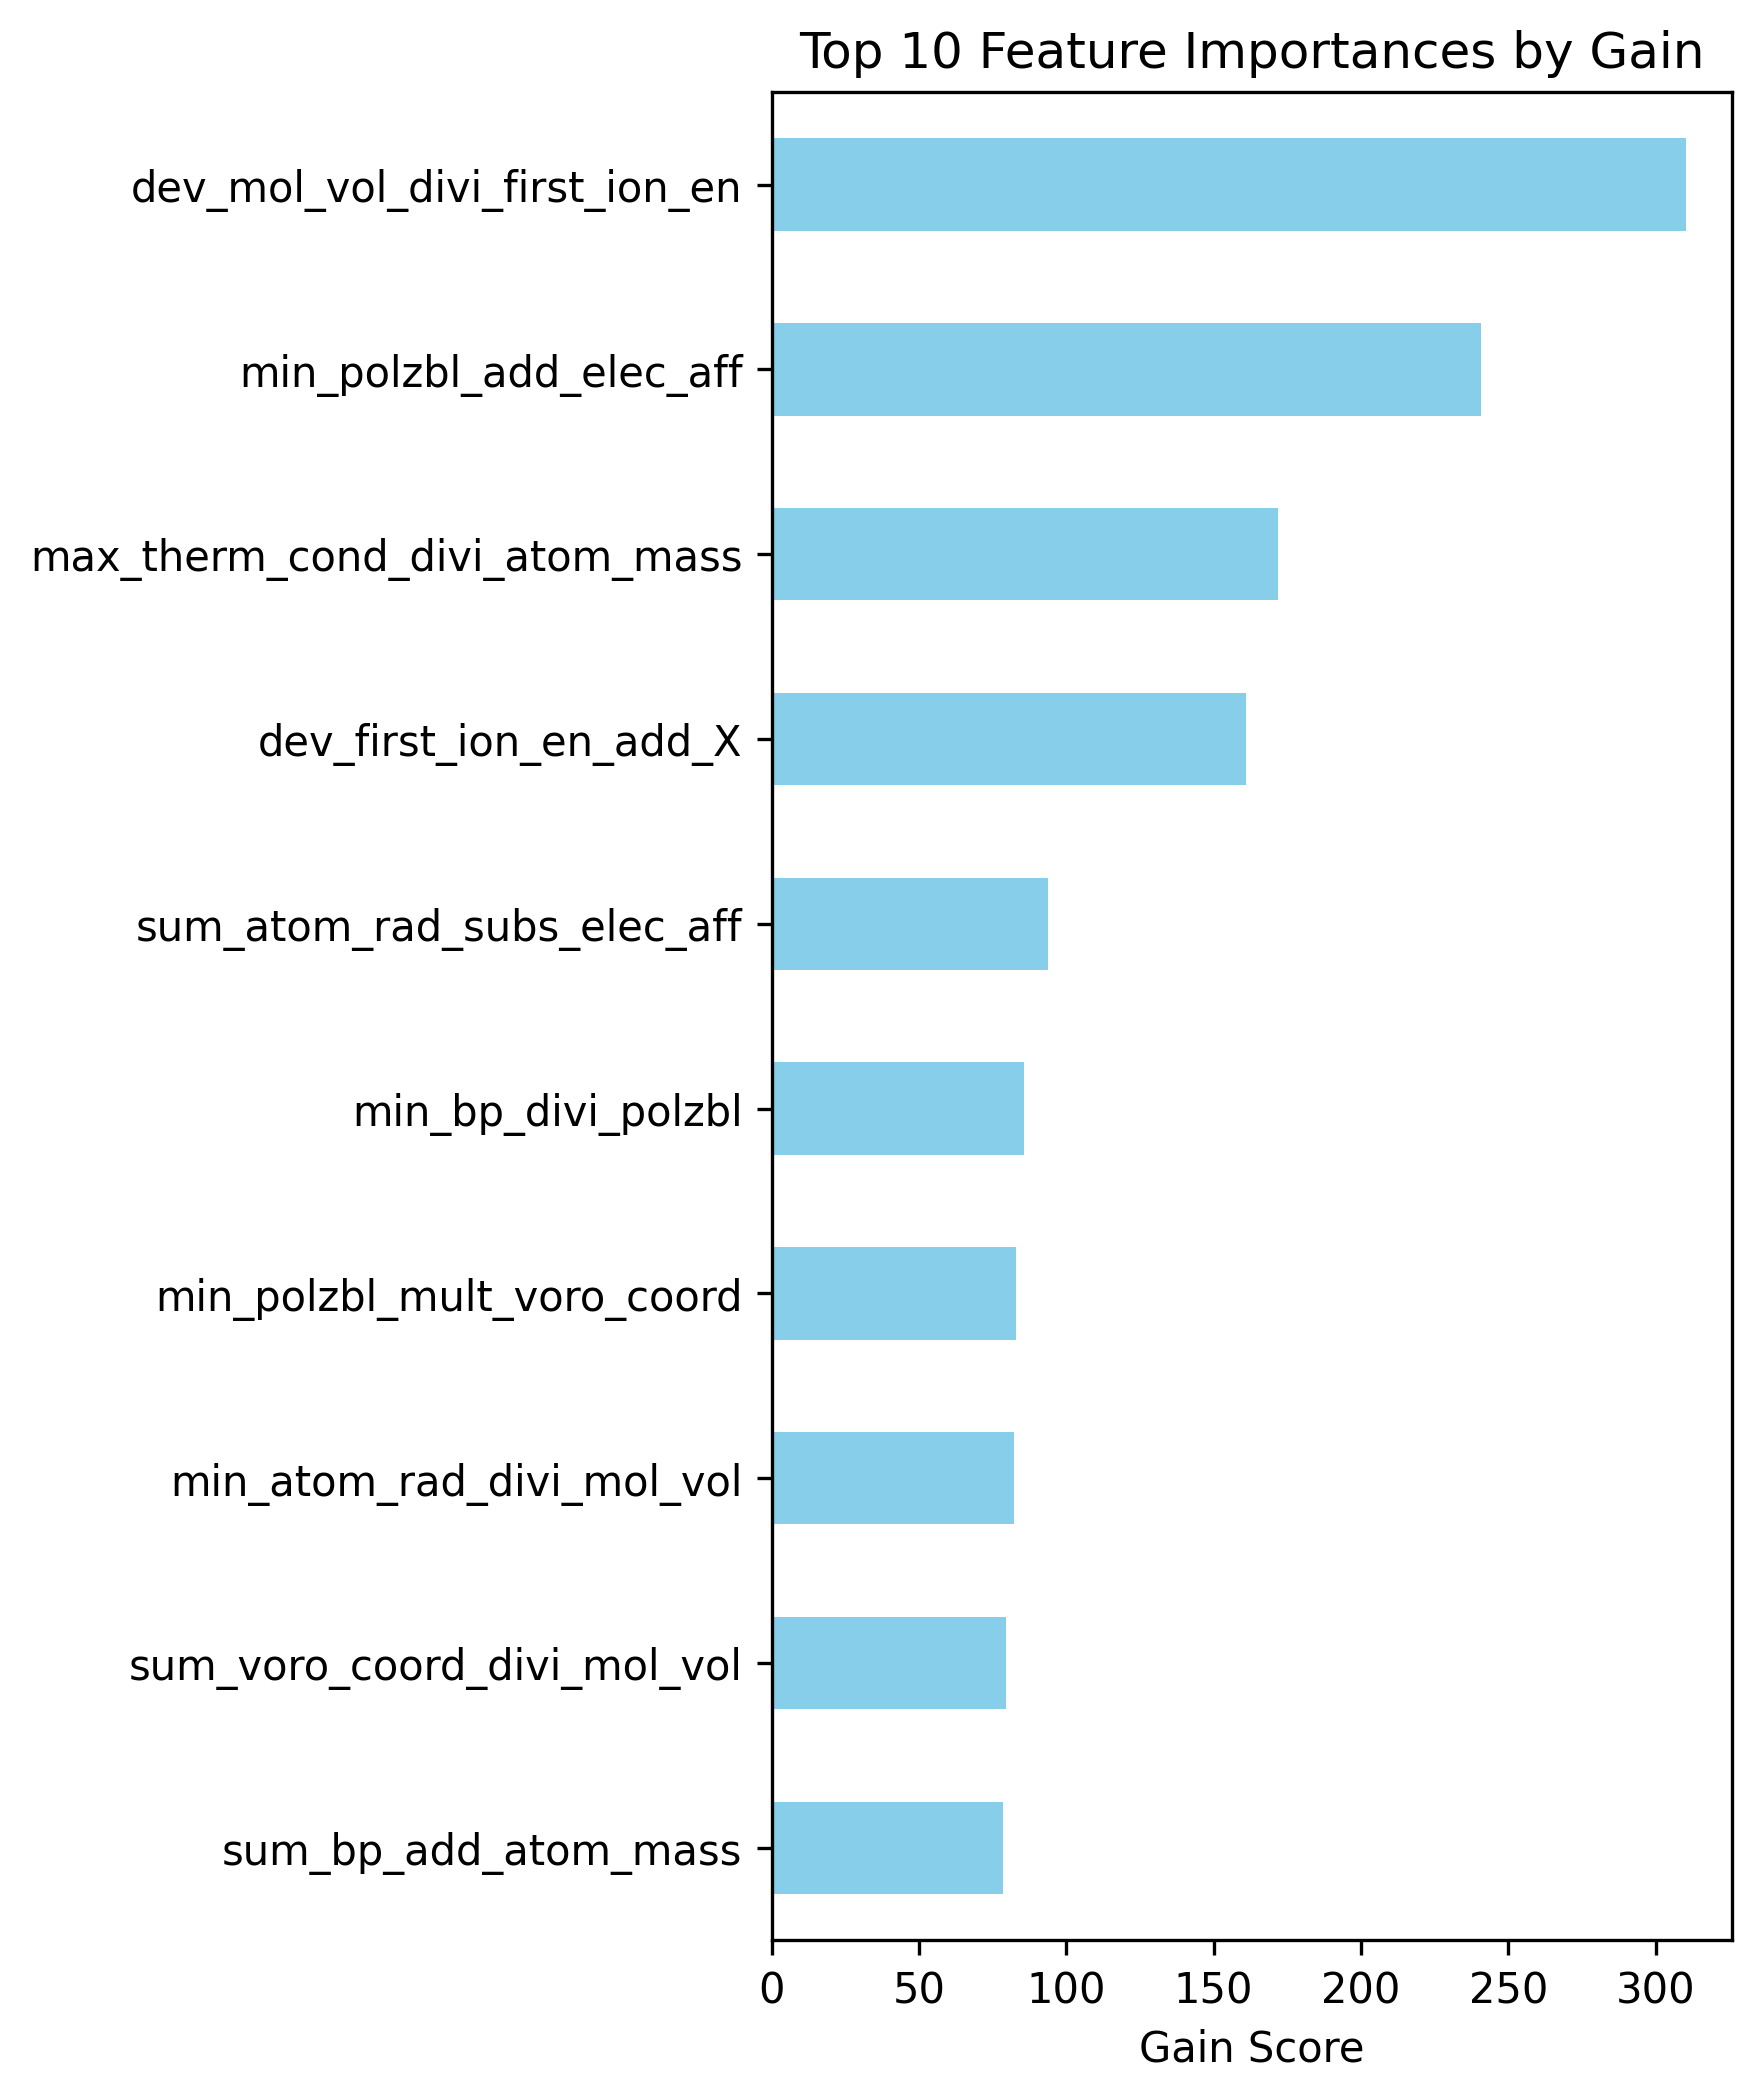 Top 10 Feature Importances by Gain
dev_mol_vol_divi_first_ion_en
min_polzbl_add_elec_aff
max_therm_cond_divi_atom_mass
dev_first_ion_en_add_X
sum_atom_rad_subs_elec_aff
min_bp_divi_polzbl
min_polzbl_mult_voro_coord
min_atom_rad_divi_mol_vol
sum_voro_coord_divi_mol_vol
sum_bp_add_atom_mass
0 50 100 150 200 250 300
Gain Score